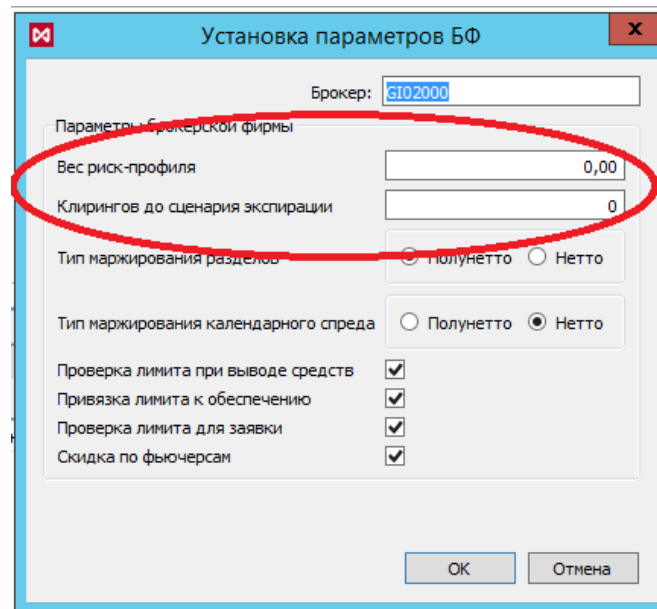 Установка параметров БФ
x
Брокер: GI02000
Параметры брокерской фирмы
Вес риск-профиля 0,00
Клирингов до сценария экспирации 0
Тип маржирования разделов Полунетто Нетто
Тип маржирования календарного спреда Полунетто Нетто
Проверка лимита при выводе средств
Привязка лимита к обеспечению
Проверка лимита для заявки
Скидка по фьючерсам
OK Отмена